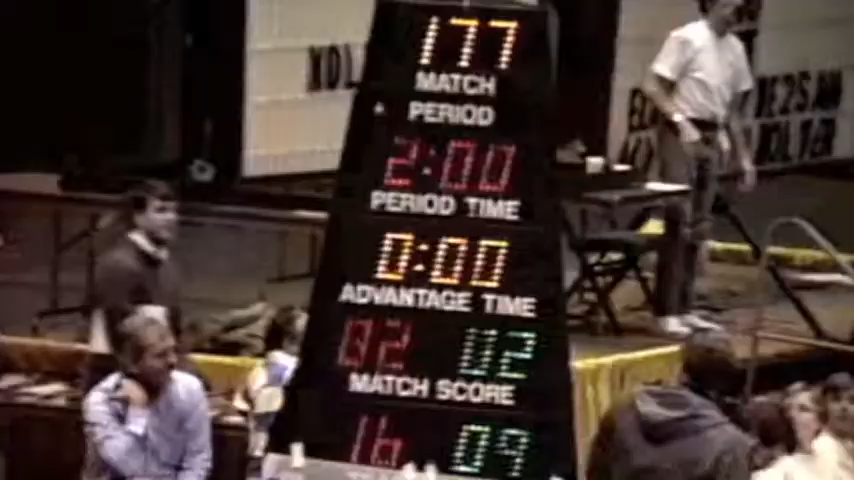 177
MATCH
PERIOD
2:00
PERIOD TIME
0:00
ADVANTAGE TIME
02 02
MATCH SCORE
16 09